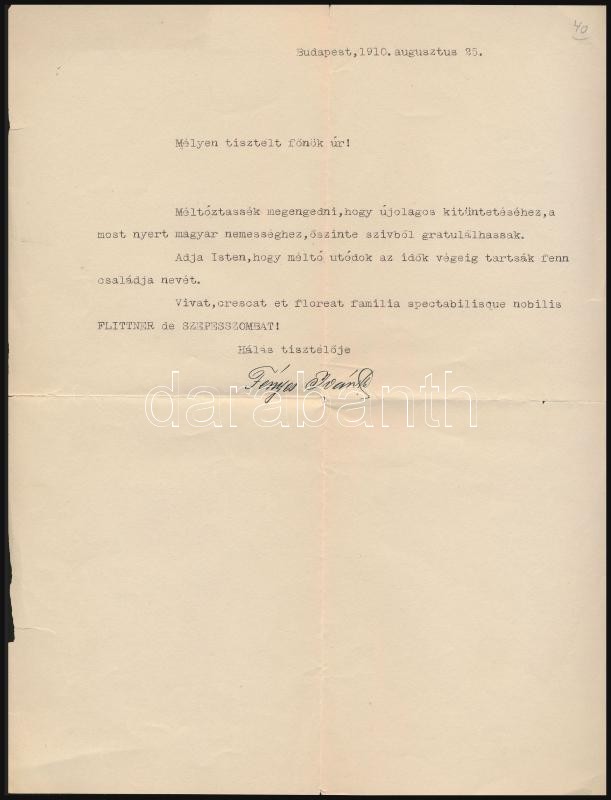 40
Budapest,1910.augusztus 25.
Mélyen tisztelt főnök úr!
Méltóztassék megengedni,hogy újolagos kitüntetéséhez,a
most nyert magyar nemességhez,őszinte szivből gratulálhassak.
Adja Isten,hogy méltó utódok az idők végeig tartsák fenn
családja nevét.
Vivat,crescat et floreat familia spectabilisque nobilis
FLITTNER de SZEPESSZOMBAT!
Hálás tisztelője
Fényes Iván
darabanth